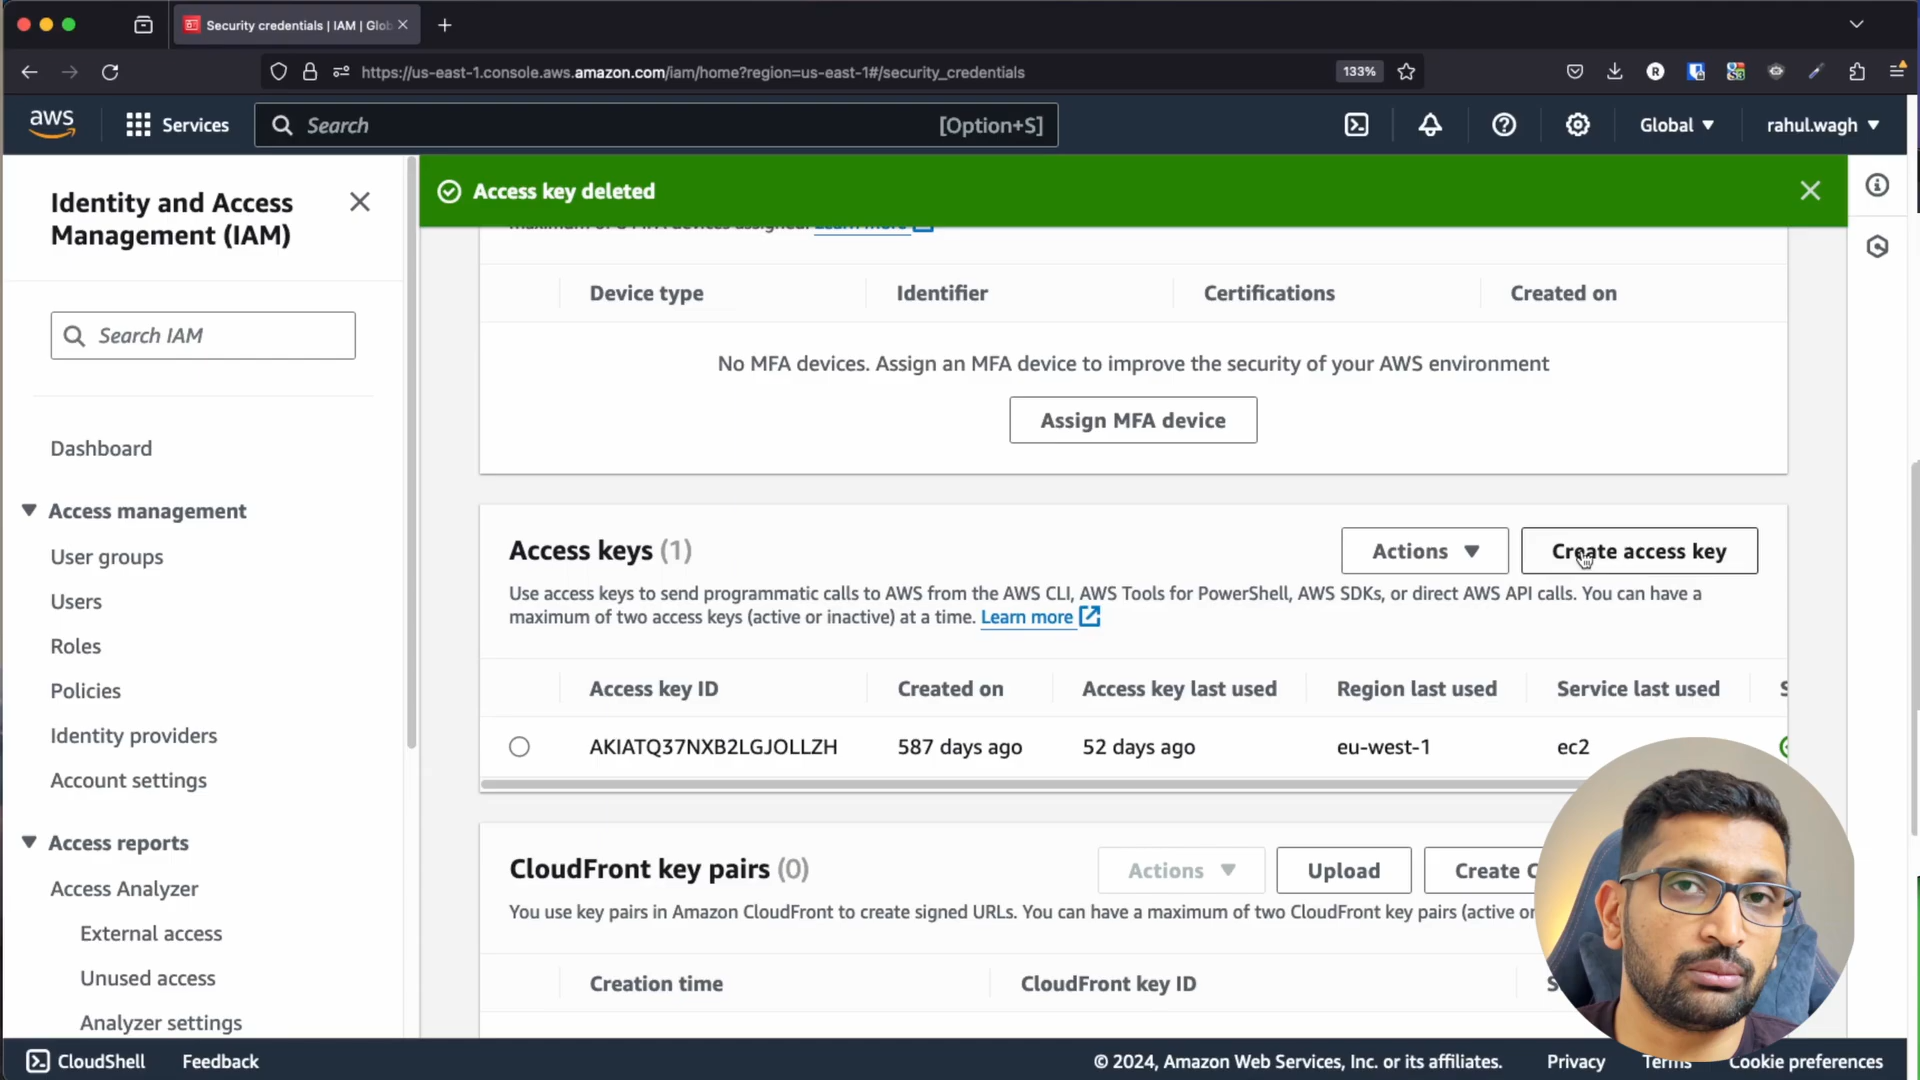 Security credentials | IAM | Glob
https://us-east-1.console.aws.amazon.com/iam/home?region=us-east-1#/security_credentials
133%
R
aws
Services
Search
[Option+S]
Global
rahul.wagh
Identity and Access
Management (IAM)
Search IAM
Dashboard
Access management
User groups
Users
Roles
Policies
Identity providers
Account settings
Access reports
Access Analyzer
External access
Unused access
Analyzer settings
Access key deleted
Device type
Identifier
Certifications
Created on
No MFA devices. Assign an MFA device to improve the security of your AWS environment
Assign MFA device
Access keys (1)
Actions
Create access key
Use access keys to send programmatic calls to AWS from the AWS CLI, AWS Tools for PowerShell, AWS SDKs, or direct AWS API calls. You can have a
maximum of two access keys (active or inactive) at a time. Learn more
Access key ID
Created on
Access key last used
Region last used
Service last used
AKIATQ37NXB2LGJOLLZH
587 days ago
52 days ago
eu-west-1
ec2
CloudFront key pairs (0)
Actions
Upload
Create C
You use key pairs in Amazon CloudFront to create signed URLs. You can have a maximum of two CloudFront key pairs (active or
Creation time
CloudFront key ID
CloudShell
Feedback
© 2024, Amazon Web Services, Inc. or its affiliates.
Privacy
Terms
Cookie preferences